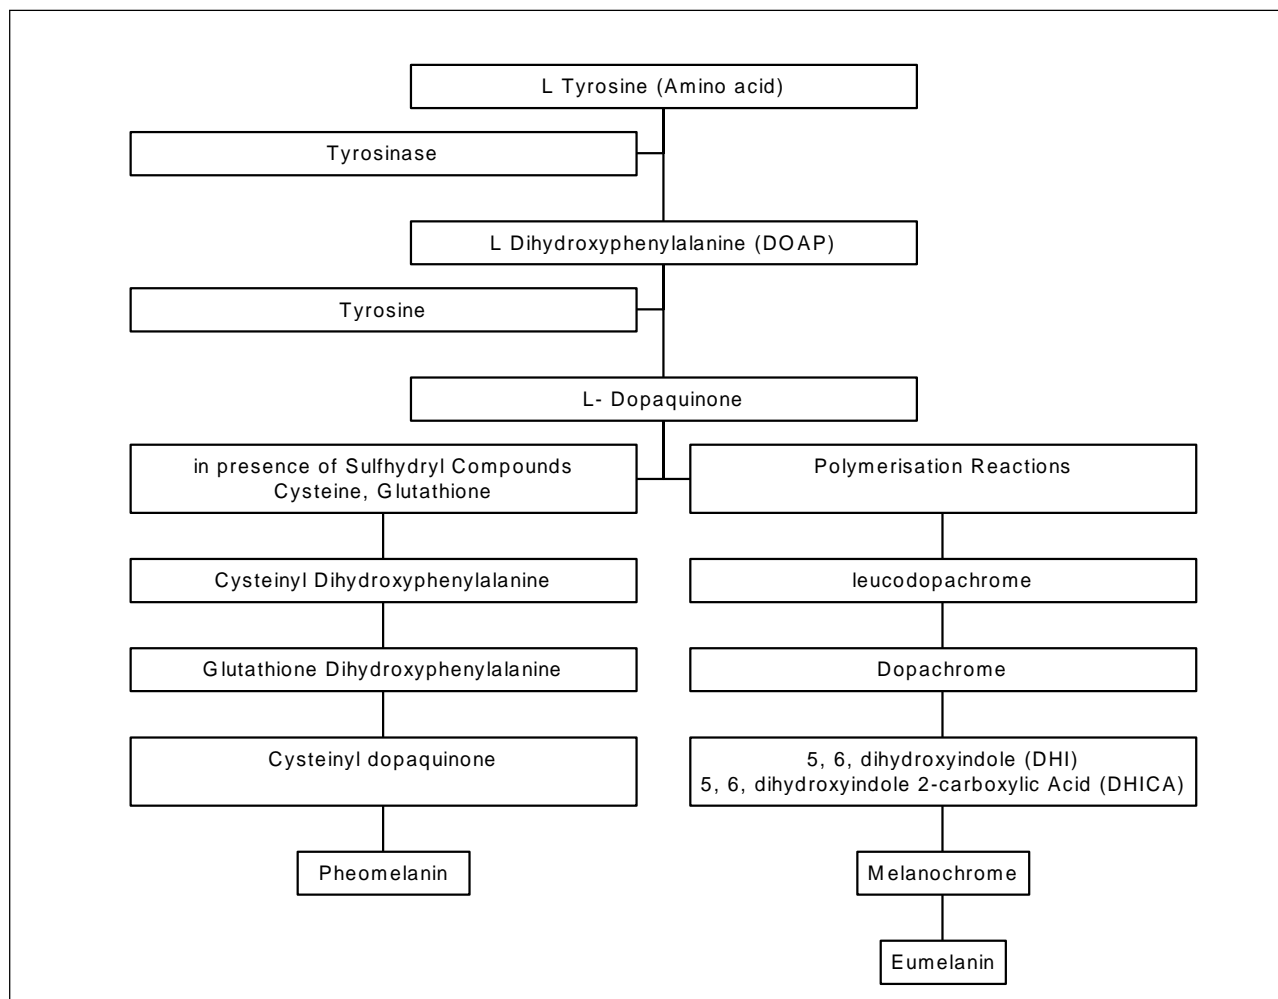 L Tyrosine (Amino acid)
Tyrosinase
L Dihydroxyphenylalanine (DOAP)
Tyrosine
L- Dopaquinone
in presence of Sulfhydryl Compounds
Cysteine, Glutathione
Polymerisation Reactions
Cysteinyl Dihydroxyphenylalanine
leucodopachrome
Glutathione Dihydroxyphenylalanine
Dopachrome
Cysteinyl dopaquinone
5, 6, dihydroxyindole (DHI)
5, 6, dihydroxyindole 2-carboxylic Acid (DHICA)
Pheomelanin
Melanochrome
Eumelanin